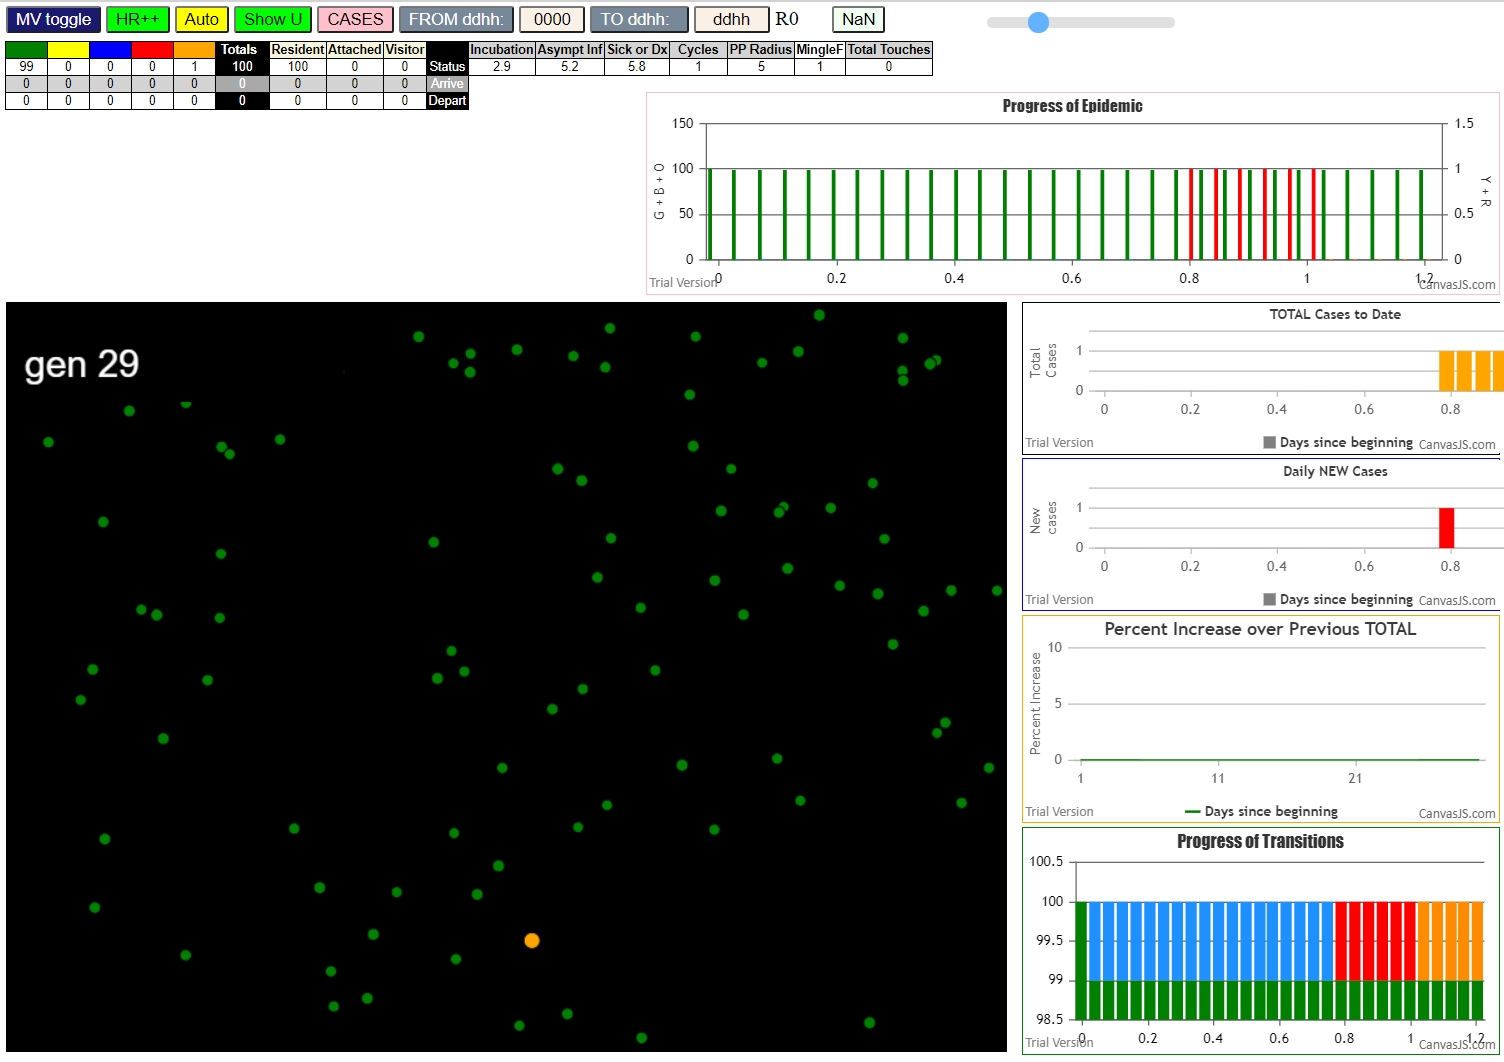 MV toggle HR++ Auto Show U CASES FROM ddhh: 0000 TO ddhh: ddhh R0 NaN
Totals Resident Attached Visitor Incubation Asympt Inf Sick or Dx Cycles PP Radius MingleF Total Touches
99 0 0 0 1 100 100 0 0 Status 2.9 5.2 5.8 1 5 1 0
0 0 0 0 0 0 0 0 0 Arrive
0 0 0 0 0 0 0 0 0 Depart
Progress of Epidemic
150 1.5
100 1
50 0.5
0 0
G + B + O
Y + R
0 0.2 0.4 0.6 0.8 1 1.2
Trial Version CanvasJS.com
gen 29
TOTAL Cases to Date
Total
Cases
1
0
0 0.2 0.4 0.6 0.8
Days since beginning
Trial Version CanvasJS.com
Daily NEW Cases
New
cases
1
0
0 0.2 0.4 0.6 0.8
Days since beginning
Trial Version CanvasJS.com
Percent Increase over Previous TOTAL
Percent Increase
10
5
0
1 11 21
Days since beginning
Trial Version CanvasJS.com
Progress of Transitions
100.5
100
99.5
99
98.5
0 0.2 0.4 0.6 0.8 1 1.2
Trial Version CanvasJS.com